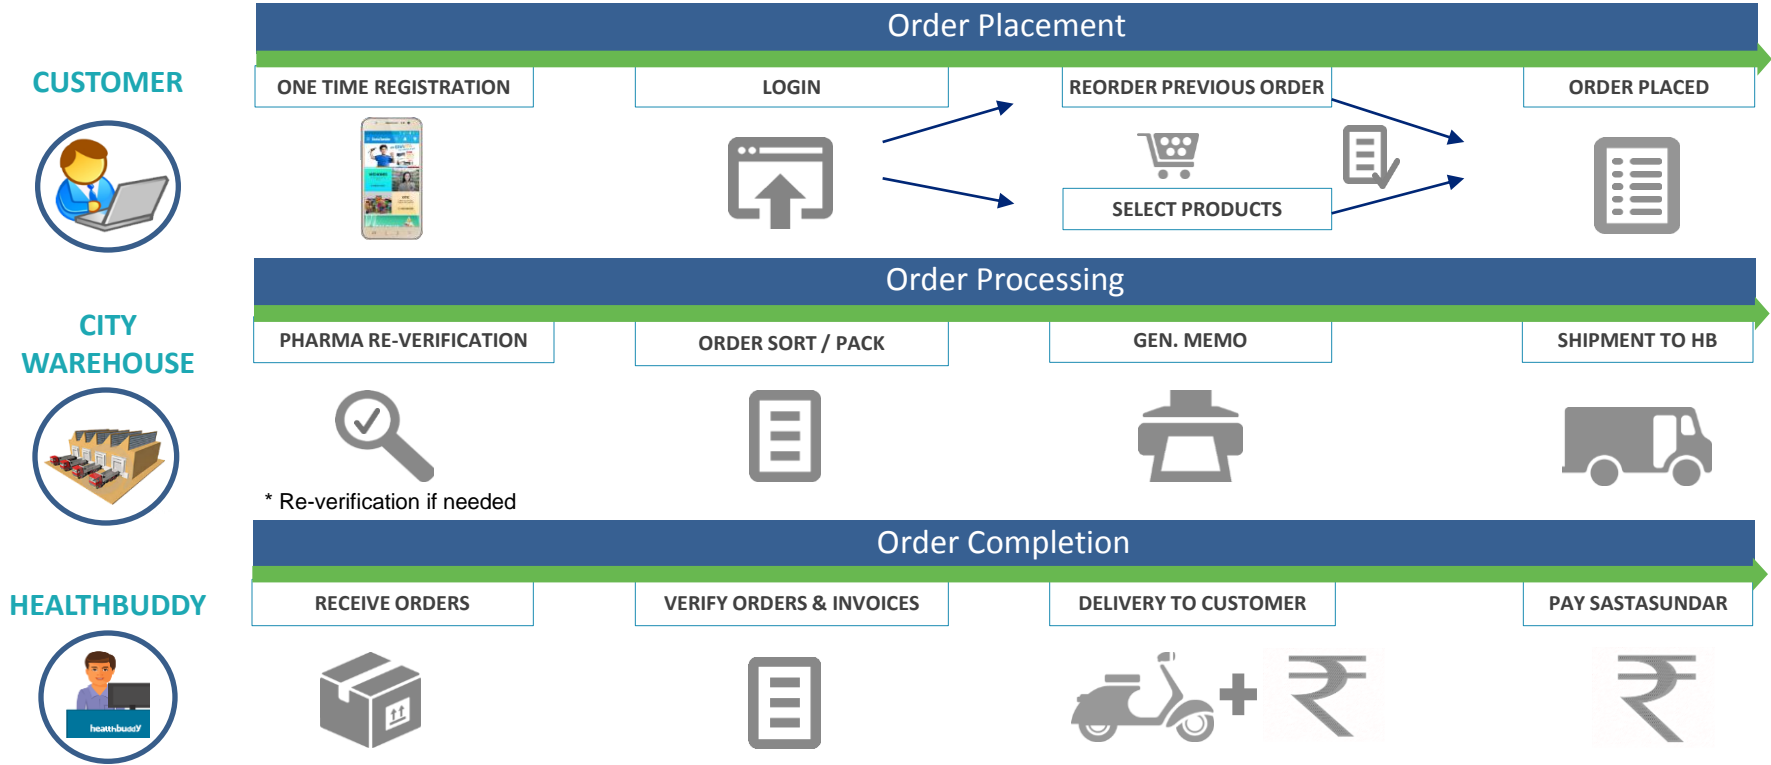 Order Placement
CUSTOMER
ONE TIME REGISTRATION
LOGIN
REORDER PREVIOUS ORDER
ORDER PLACED
SELECT PRODUCTS
Order Processing
CITY
WAREHOUSE
PHARMA RE-VERIFICATION
ORDER SORT / PACK
GEN. MEMO
SHIPMENT TO HB
* Re-verification if needed
Order Completion
HEALTHBUDDY
RECEIVE ORDERS
VERIFY ORDERS & INVOICES
DELIVERY TO CUSTOMER
PAY SASTASUNDAR
healthbuddy
+ ₹
₹